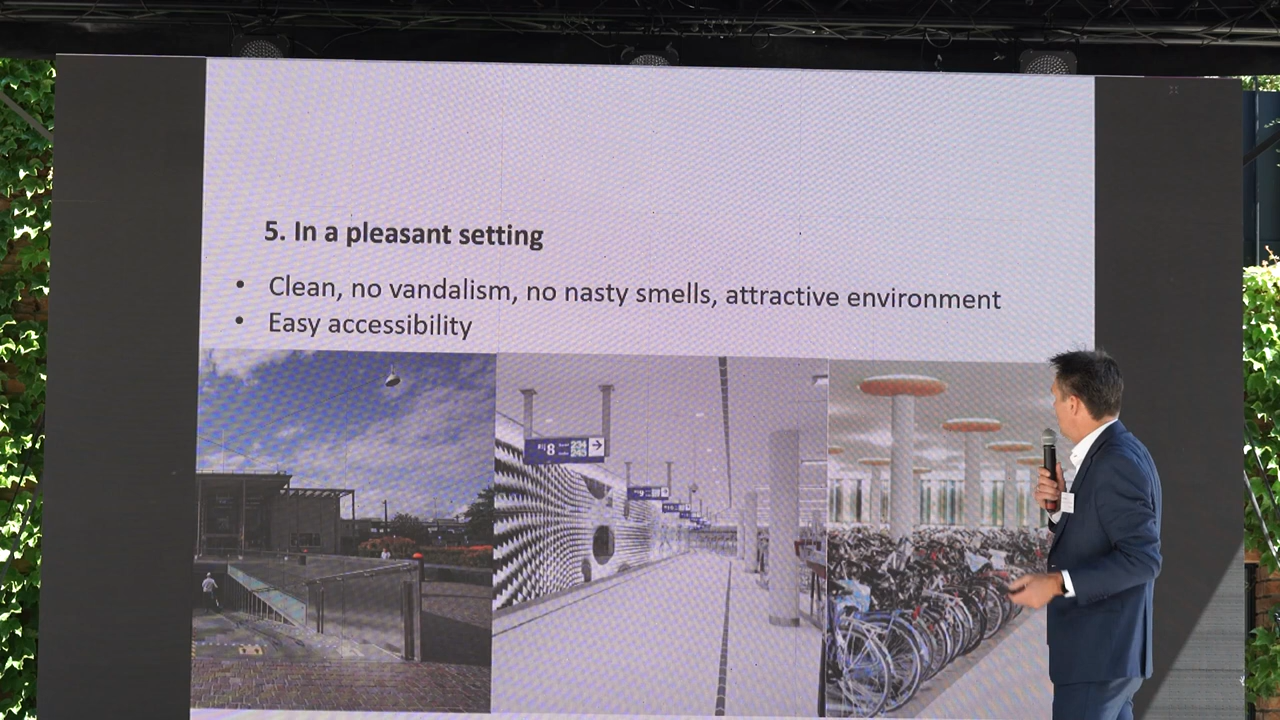 5. In a pleasant setting
• Clean, no vandalism, no nasty smells, attractive environment
• Easy accessibility
8